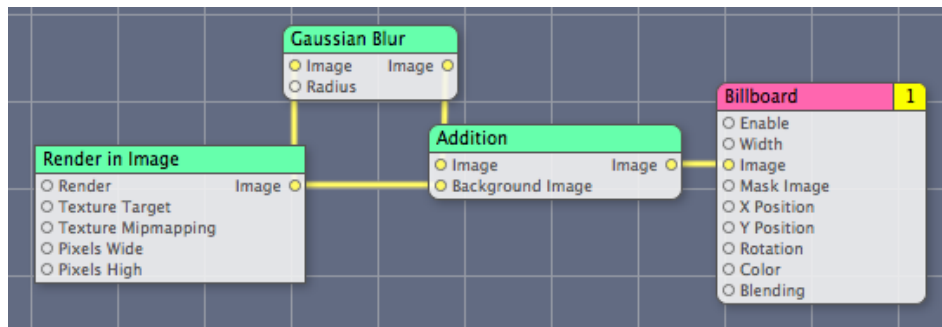 Gaussian Blur
Image Image
Radius
Render in Image
Render Image
Texture Target
Texture Mipmapping
Pixels Wide
Pixels High
Addition
Image Image
Background Image
Billboard 1
Enable
Width
Image
Mask Image
X Position
Y Position
Rotation
Color
Blending